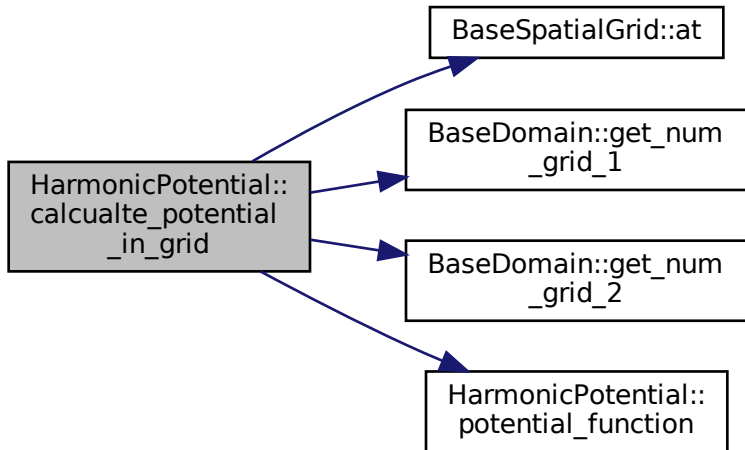 BaseSpatialGrid::at
BaseDomain::get_num
_grid_1
HarmonicPotential::
calcualte_potential
_in_grid
BaseDomain::get_num
_grid_2
HarmonicPotential::
potential_function